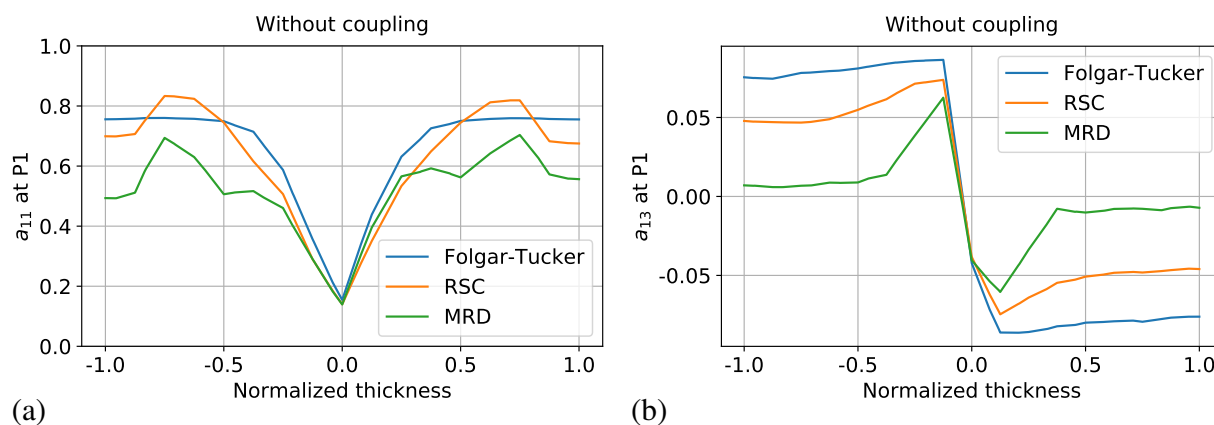 Without coupling
1.0
0.8
0.6
0.4
0.2
0.0
a11 at P1
Folgar-Tucker
RSC
MRD
-1.0 -0.5 0.0 0.5 1.0
Normalized thickness
(a)
Without coupling
0.05
0.00
-0.05
a13 at P1
Folgar-Tucker
RSC
MRD
-1.0 -0.5 0.0 0.5 1.0
Normalized thickness
(b)